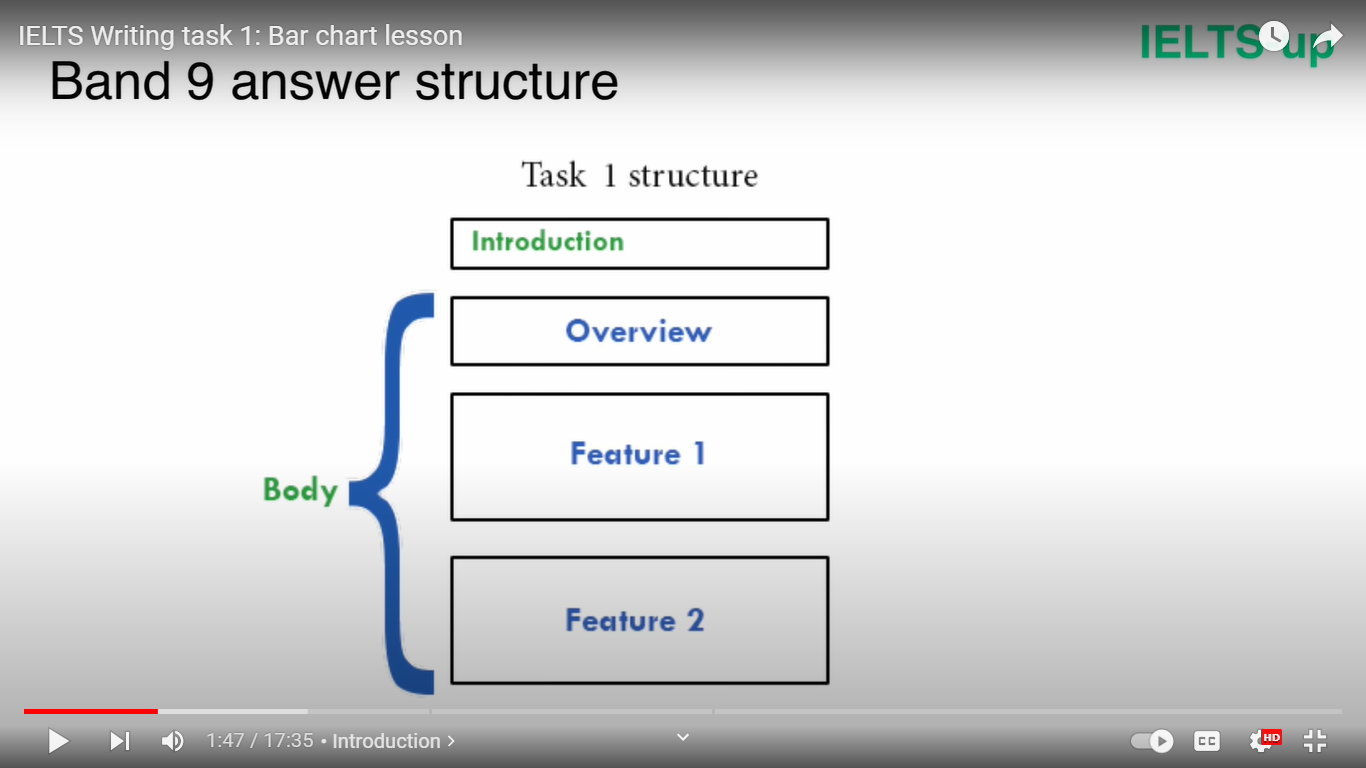 IELTS Writing task 1: Bar chart lesson
IELTS up
Band 9 answer structure
Task 1 structure
Introduction
Overview
Feature 1
Body
Feature 2
1:47 / 17:35 • Introduction >
CC
HD